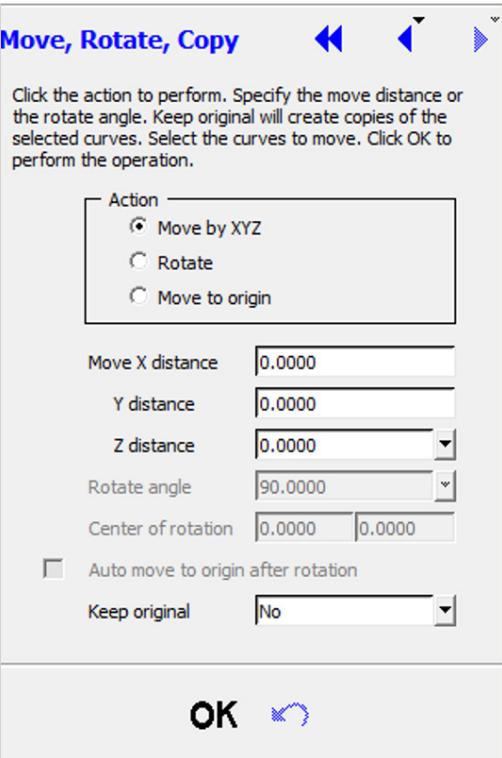 Move, Rotate, Copy
Click the action to perform. Specify the move distance or
the rotate angle. Keep original will create copies of the
selected curves. Select the curves to move. Click OK to
perform the operation.
Action
Move by XYZ
Rotate
Move to origin
Move X distance 0.0000
Y distance 0.0000
Z distance 0.0000
Rotate angle 90.0000
Center of rotation 0.0000 0.0000
Auto move to origin after rotation
Keep original No
OK